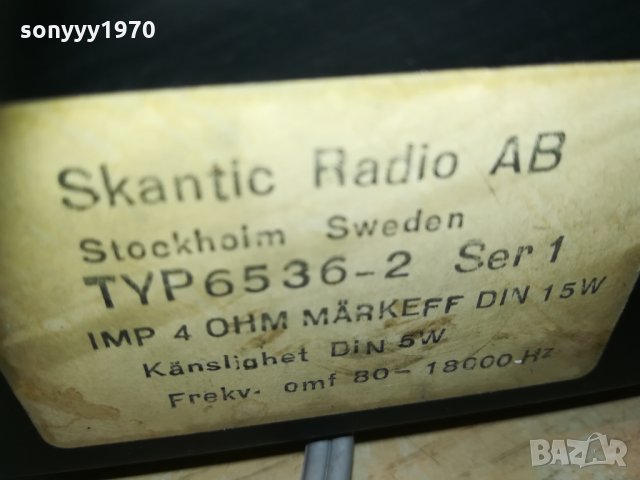 sonyyy1970
Skantic Radio AB
Stockholm Sweden
TYP6536-2 Ser 1
IMP 4 OHM MÄRKEFF DIN 15W
Känslighet DIN 5W
Frekv. omf 80-18000 Hz
BAZAR